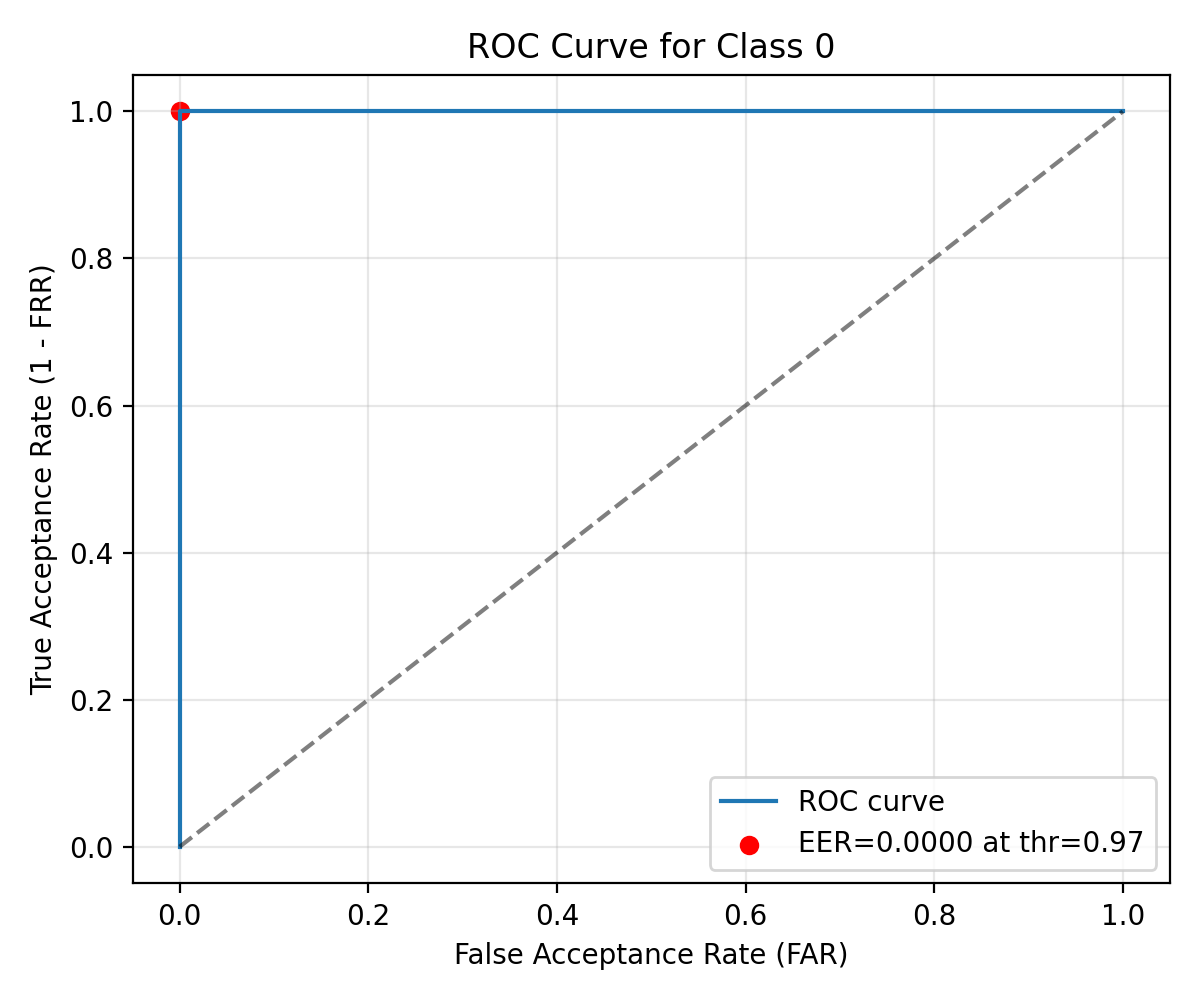 ROC Curve for Class 0
True Acceptance Rate (1 - FRR)
1.0
0.8
0.6
0.4
0.2
0.0
ROC curve
EER=0.0000 at thr=0.97
0.0 0.2 0.4 0.6 0.8 1.0
False Acceptance Rate (FAR)